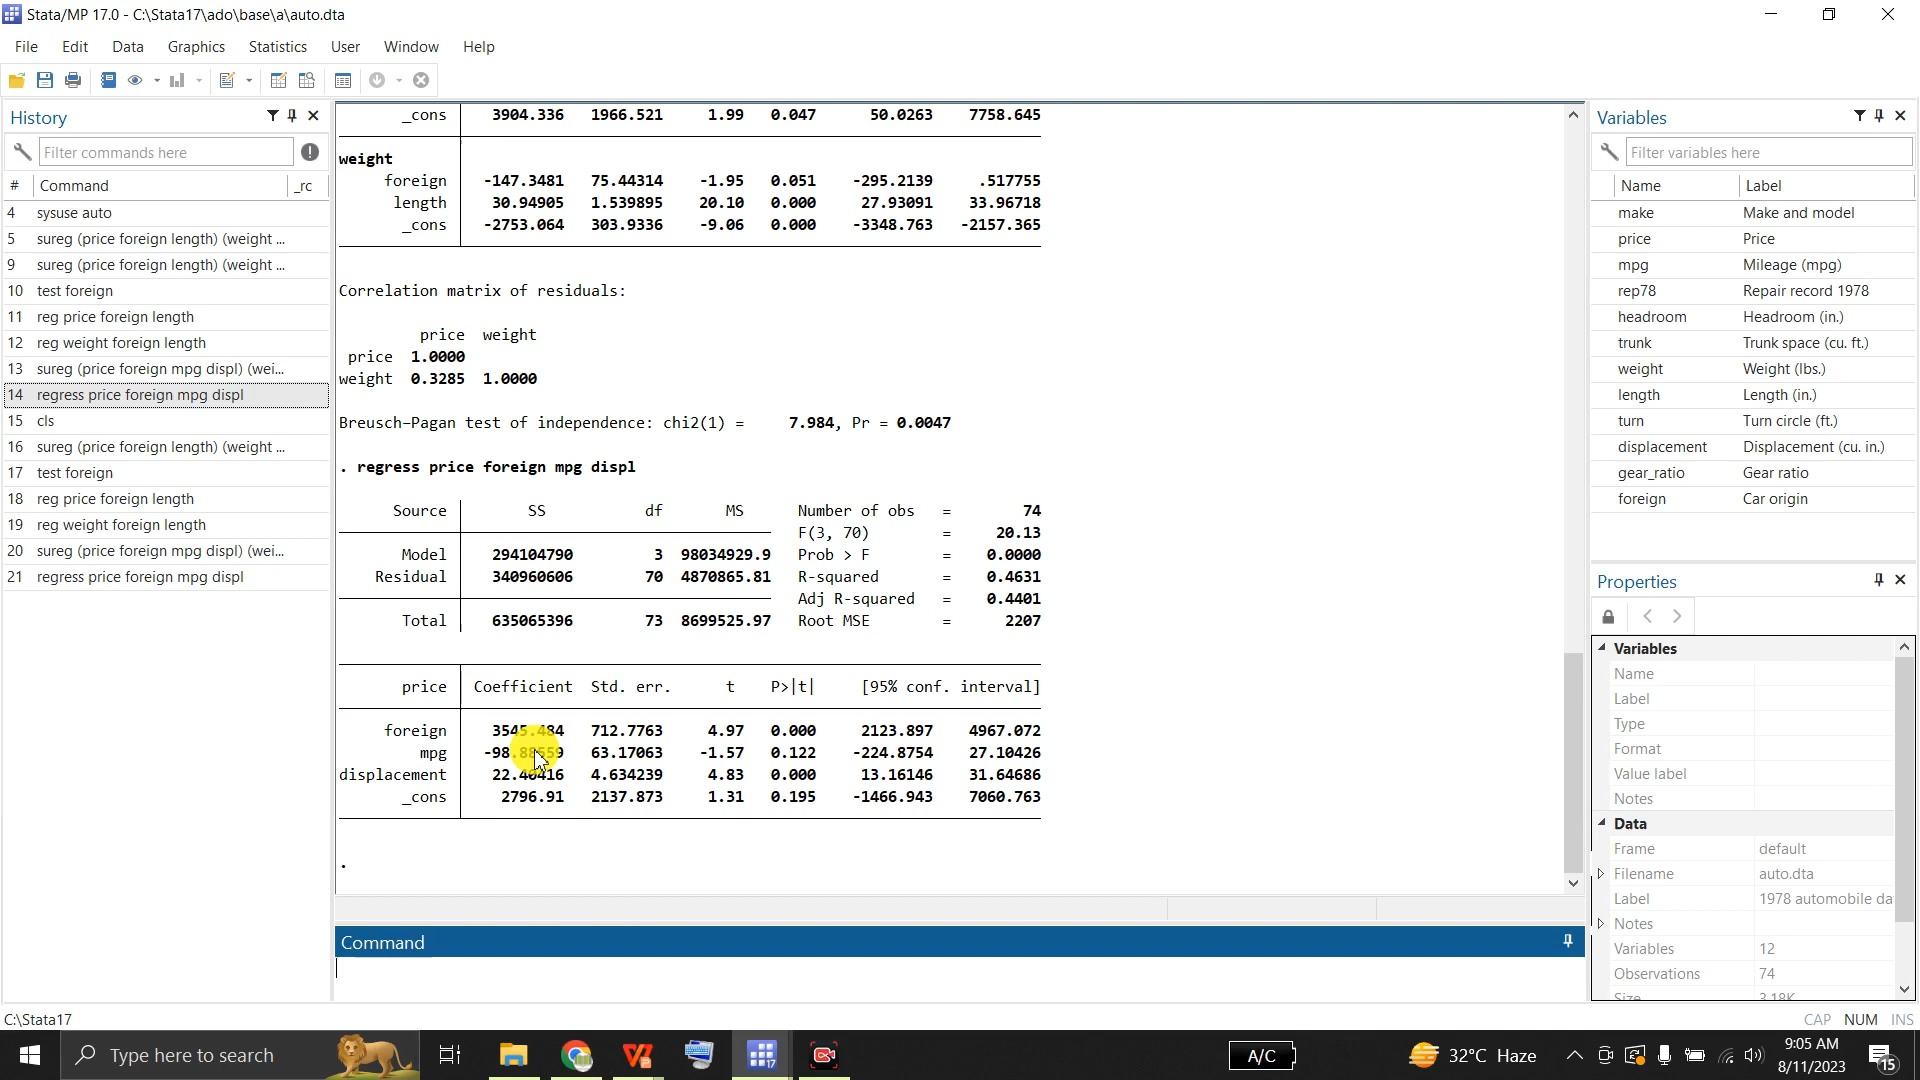 Stata/MP 17.0 - C:\Stata17\ado\base\a\auto.dta
File Edit Data Graphics Statistics User Window Help
History
Filter commands here
# Command _rc
4 sysuse auto
5 sureg (price foreign length) (weight ...
9 sureg (price foreign length) (weight ...
10 test foreign
11 reg price foreign length
12 reg weight foreign length
13 sureg (price foreign mpg displ) (wei...
14 regress price foreign mpg displ
15 cls
16 sureg (price foreign length) (weight ...
17 test foreign
18 reg price foreign length
19 reg weight foreign length
20 sureg (price foreign mpg displ) (wei...
21 regress price foreign mpg displ
_cons 3904.336 1966.521 1.99 0.047 50.0263 7758.645
weight
foreign -147.3481 75.44314 -1.95 0.051 -295.2139 .517755
length 30.94905 1.539895 20.10 0.000 27.93091 33.96718
_cons -2753.064 303.9336 -9.06 0.000 -3348.763 -2157.365
Correlation matrix of residuals:
price weight
price 1.0000
weight 0.3285 1.0000
Breusch–Pagan test of independence: chi2(1) = 7.984, Pr = 0.0047
. regress price foreign mpg displ
Source SS df MS Number of obs = 74
F(3, 70) = 20.13
Model 294104790 3 98034929.9 Prob > F = 0.0000
Residual 340960606 70 4870865.81 R-squared = 0.4631
Adj R-squared = 0.4401
Total 635065396 73 8699525.97 Root MSE = 2207
price Coefficient Std. err. t P>|t| [95% conf. interval]
foreign 3545.484 712.7763 4.97 0.000 2123.897 4967.072
mpg -98.88559 63.17063 -1.57 0.122 -224.8754 27.10426
displacement 22.40416 4.634239 4.83 0.000 13.16146 31.64686
_cons 2796.91 2137.873 1.31 0.195 -1466.943 7060.763
.
Command
Variables
Filter variables here
Name Label
make Make and model
price Price
mpg Mileage (mpg)
rep78 Repair record 1978
headroom Headroom (in.)
trunk Trunk space (cu. ft.)
weight Weight (lbs.)
length Length (in.)
turn Turn circle (ft.)
displacement Displacement (cu. in.)
gear_ratio Gear ratio
foreign Car origin
Properties
Variables
Name
Label
Type
Format
Value label
Notes
Data
Frame default
Filename auto.dta
Label 1978 automobile da
Notes
Variables 12
Observations 74
Size 3.18K
C:\Stata17
CAP NUM INS
Type here to search
A/C
32°C Haze
9:05 AM
8/11/2023
15